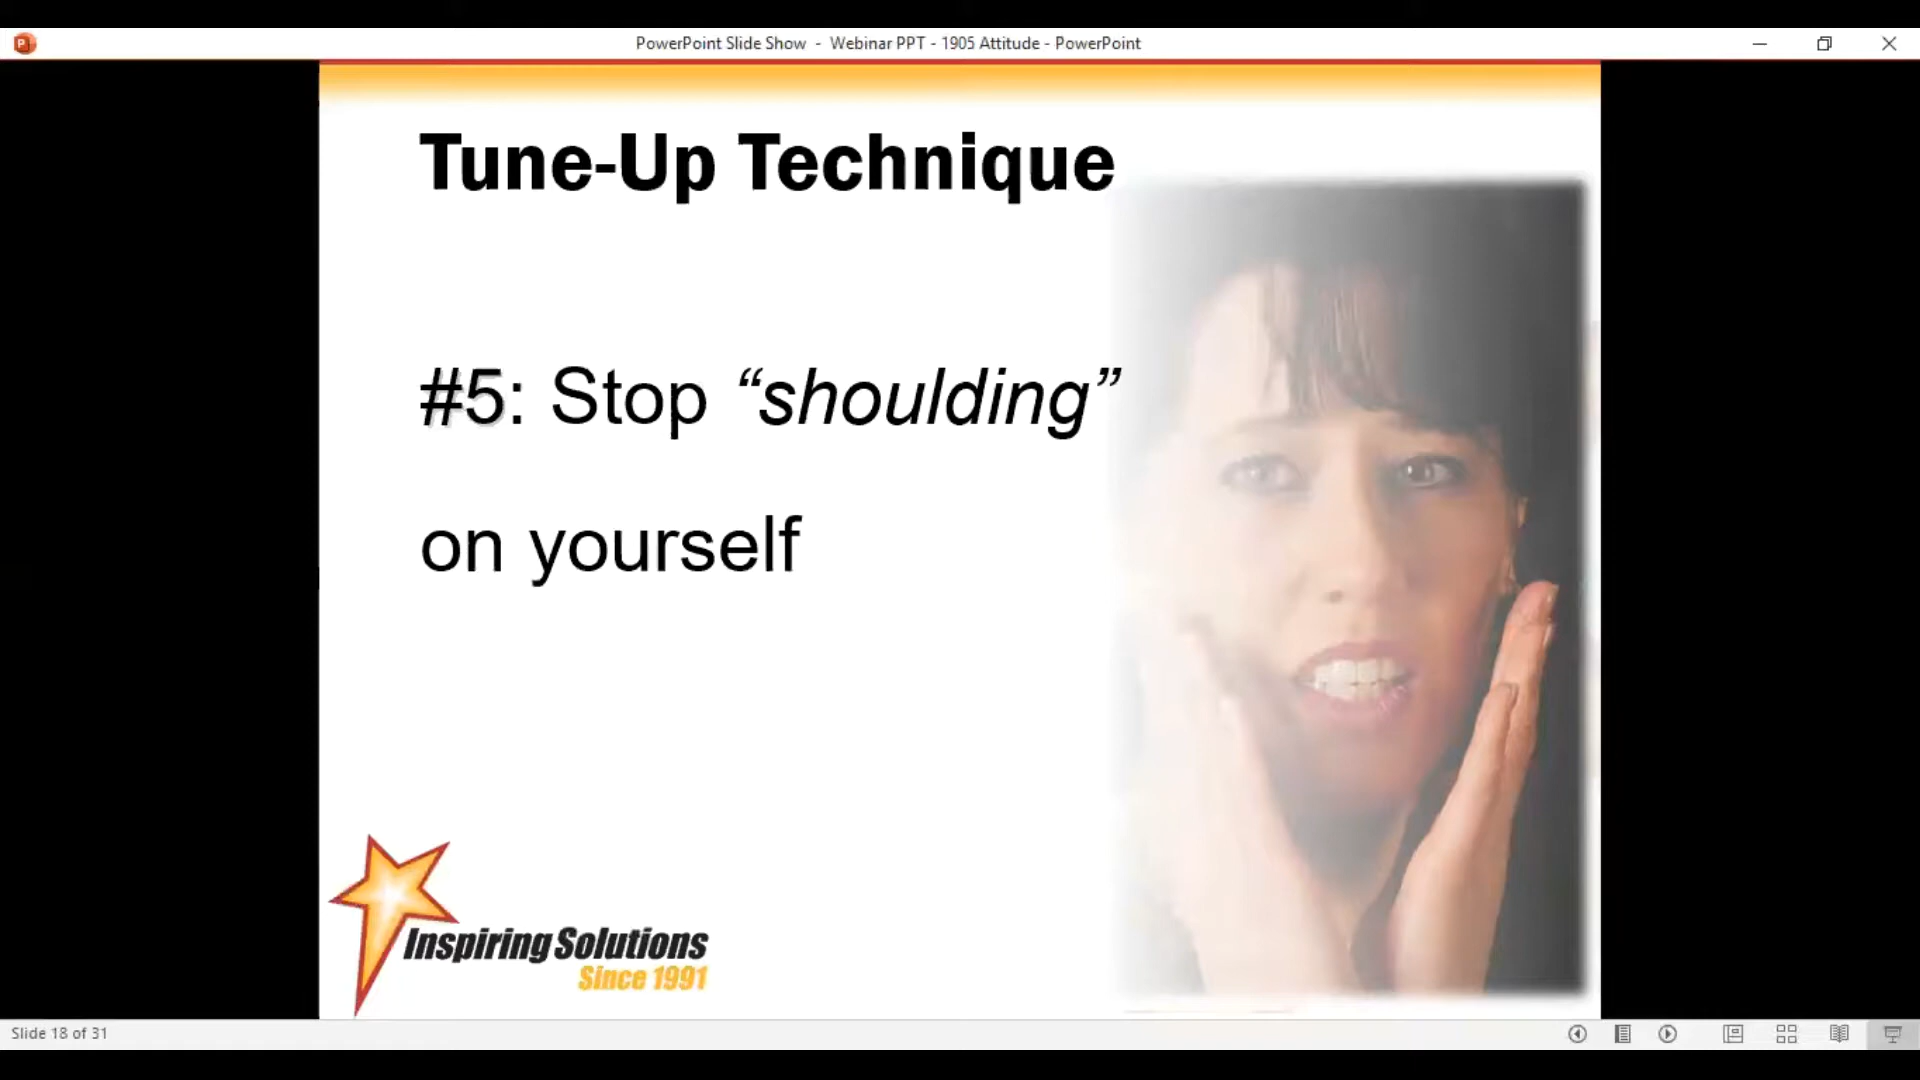 PowerPoint Slide Show - Webinar PPT - 1905 Attitude - PowerPoint
Tune-Up Technique
#5: Stop “shoulding”
on yourself
Inspiring Solutions
Since 1991
Slide 18 of 31